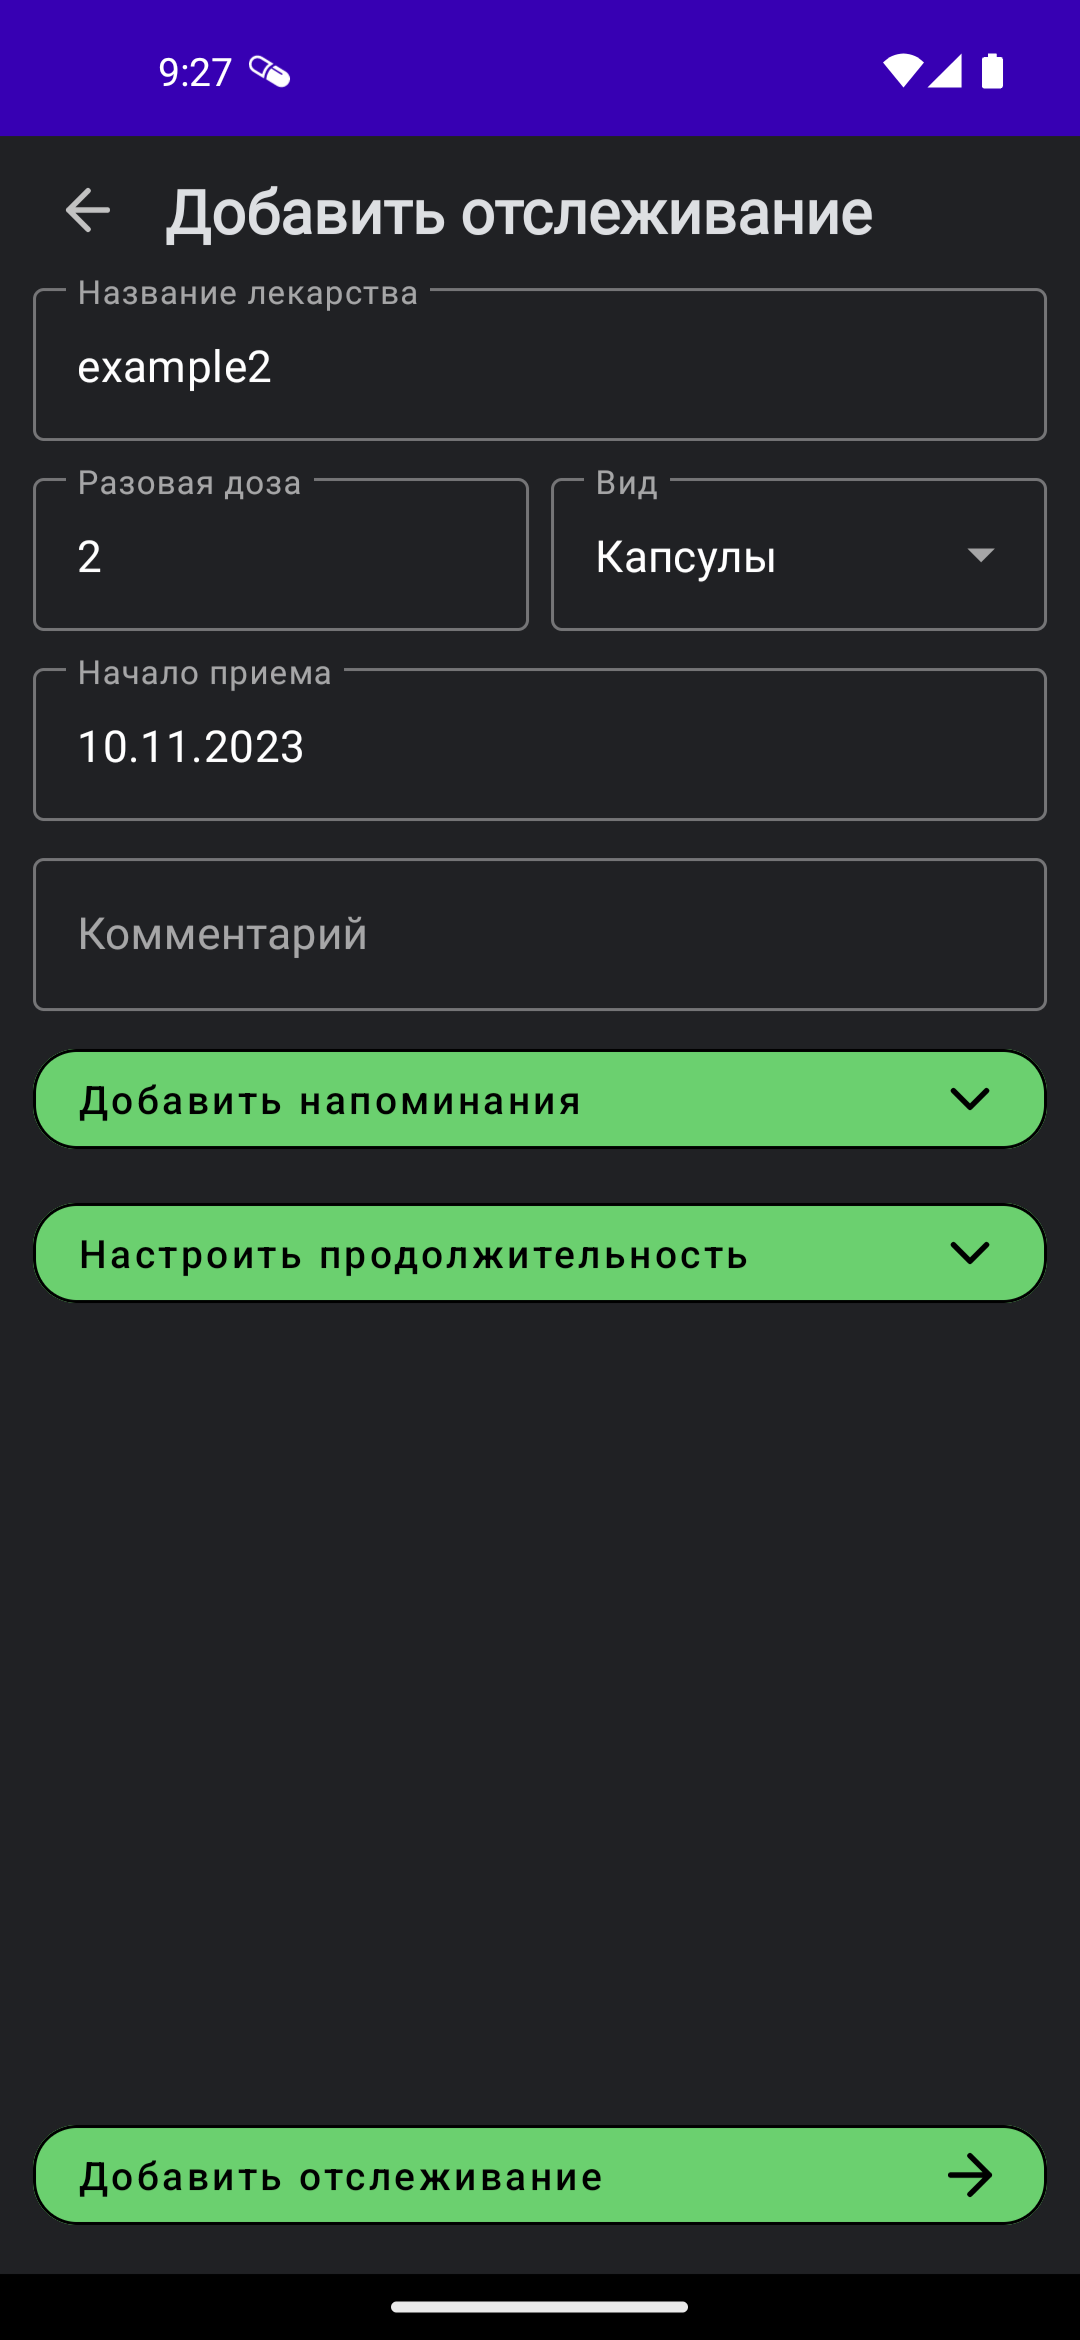 9:27
Добавить отслеживание
Название лекарства
example2
Разовая доза
2
Вид
Капсулы
Начало приема
10.11.2023
Комментарий
Добавить напоминания
Настроить продолжительность
Добавить отслеживание